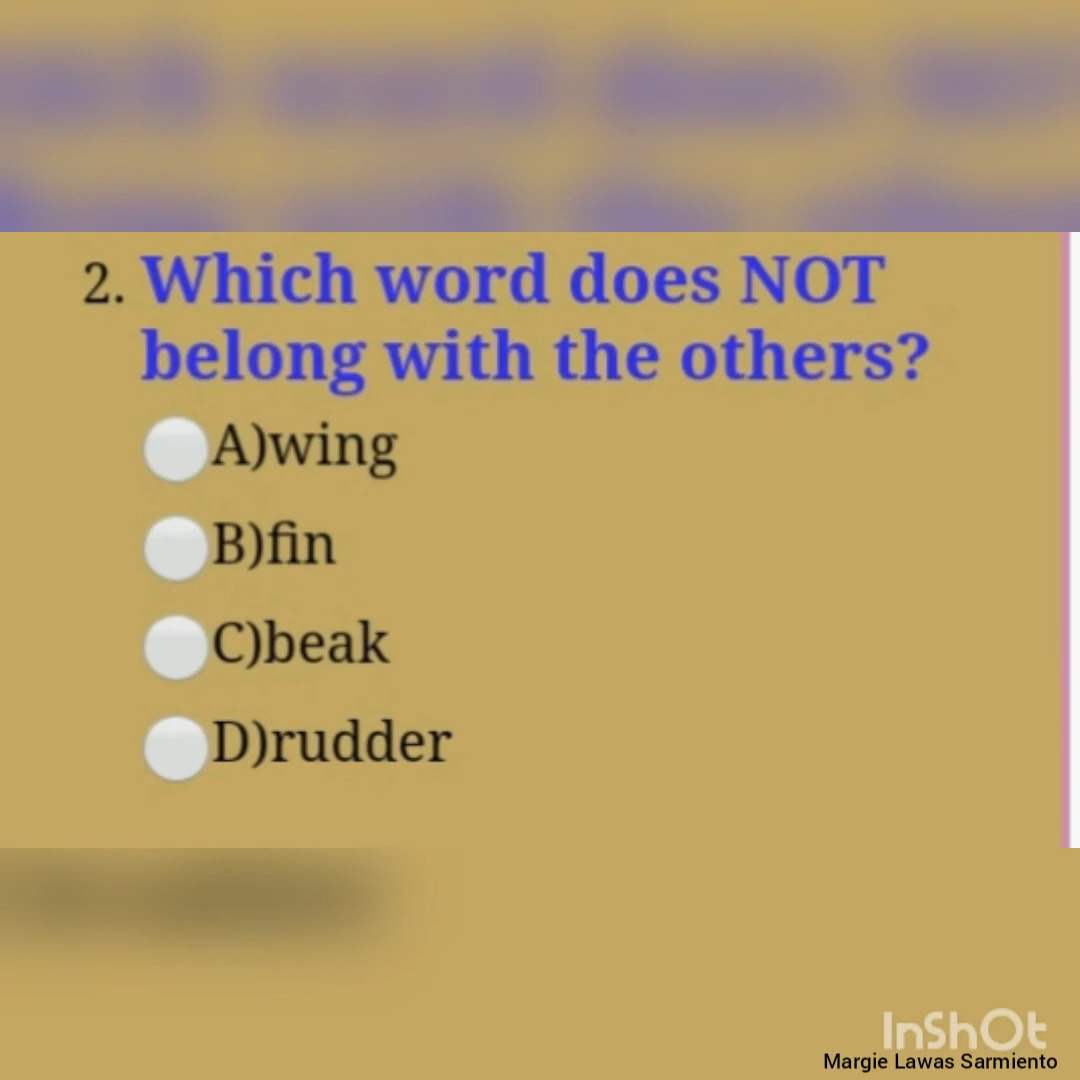 2. Which word does NOT
belong with the others?
A)wing
B)fin
C)beak
D)rudder
InShOt
Margie Lawas Sarmiento